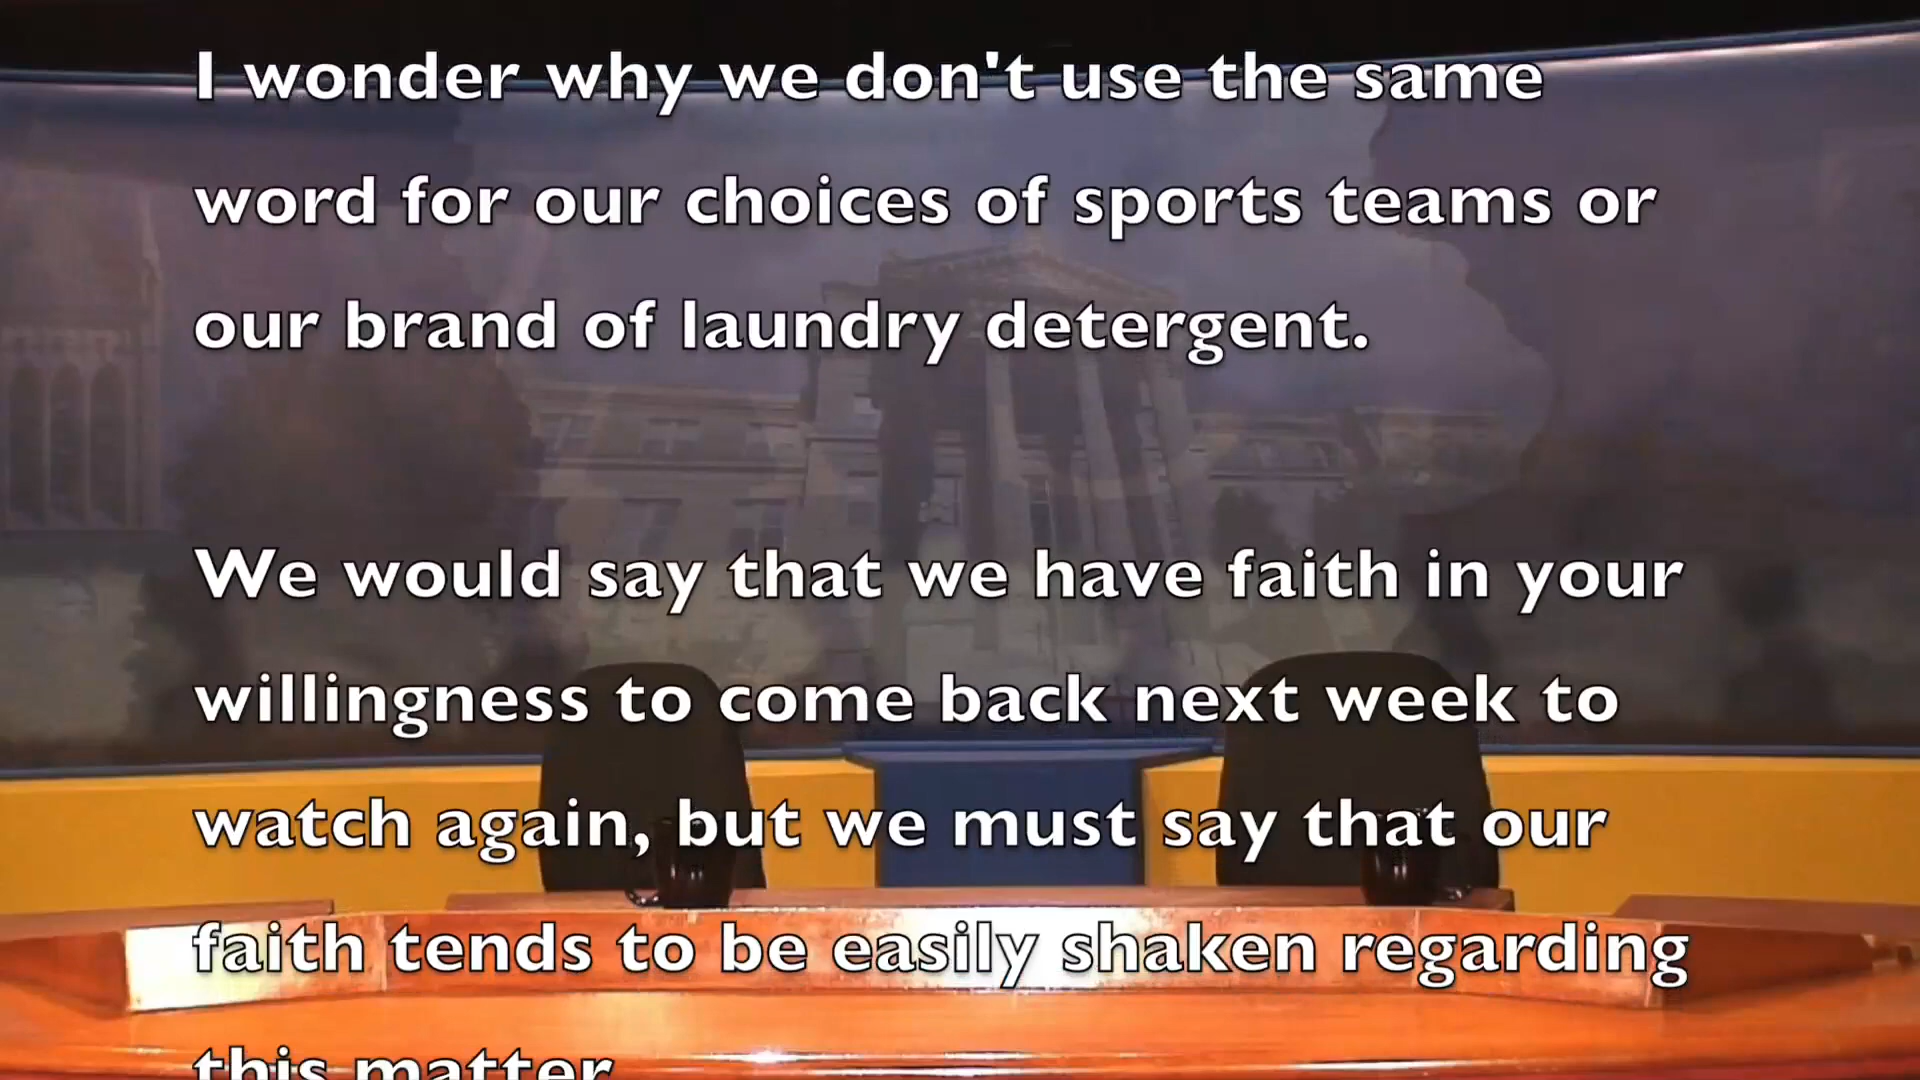 I wonder why we don't use the same
word for our choices of sports teams or
our brand of laundry detergent.
We would say that we have faith in your
willingness to come back next week to
watch again, but we must say that our
faith tends to be easily shaken regarding
this matter